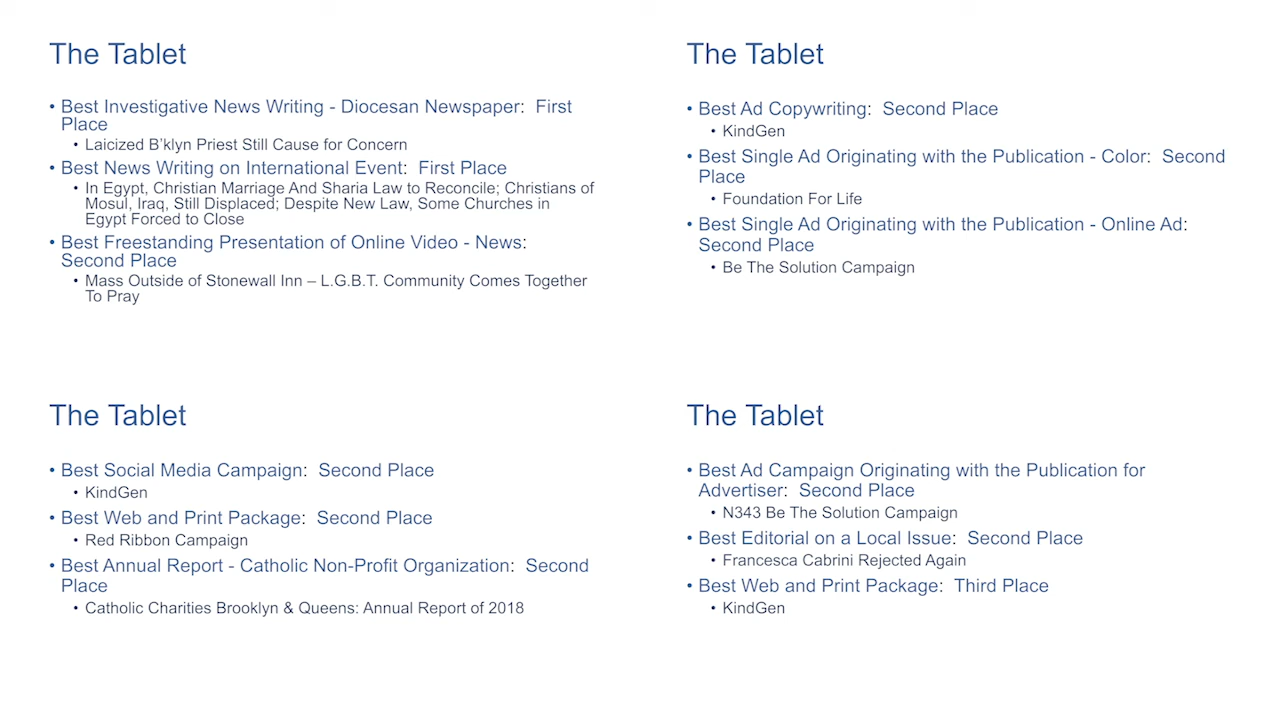 The Tablet
• Best Investigative News Writing - Diocesan Newspaper:  First
Place
• Laicized B'klyn Priest Still Cause for Concern
• Best News Writing on International Event:  First Place
• In Egypt, Christian Marriage And Sharia Law to Reconcile; Christians of
Mosul, Iraq, Still Displaced; Despite New Law, Some Churches in
Egypt Forced to Close
• Best Freestanding Presentation of Online Video - News:
Second Place
• Mass Outside of Stonewall Inn – L.G.B.T. Community Comes Together
To Pray
The Tablet
• Best Ad Copywriting:  Second Place
• KindGen
• Best Single Ad Originating with the Publication - Color:  Second
Place
• Foundation For Life
• Best Single Ad Originating with the Publication - Online Ad:
Second Place
• Be The Solution Campaign
The Tablet
• Best Social Media Campaign:  Second Place
• KindGen
• Best Web and Print Package:  Second Place
• Red Ribbon Campaign
• Best Annual Report - Catholic Non-Profit Organization:  Second
Place
• Catholic Charities Brooklyn & Queens: Annual Report of 2018
The Tablet
• Best Ad Campaign Originating with the Publication for
Advertiser:  Second Place
• N343 Be The Solution Campaign
• Best Editorial on a Local Issue:  Second Place
• Francesca Cabrini Rejected Again
• Best Web and Print Package:  Third Place
• KindGen